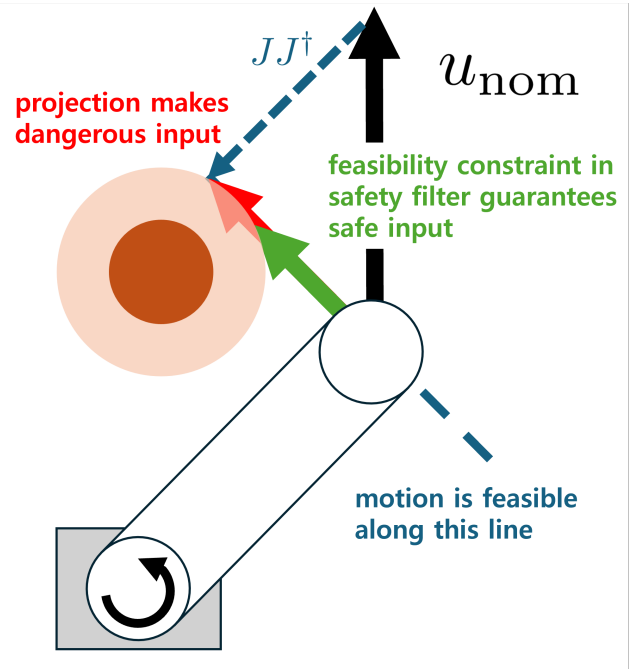 JJ†
u_nom
projection makes
dangerous input
feasibility constraint in
safety filter guarantees
safe input
motion is feasible
along this line